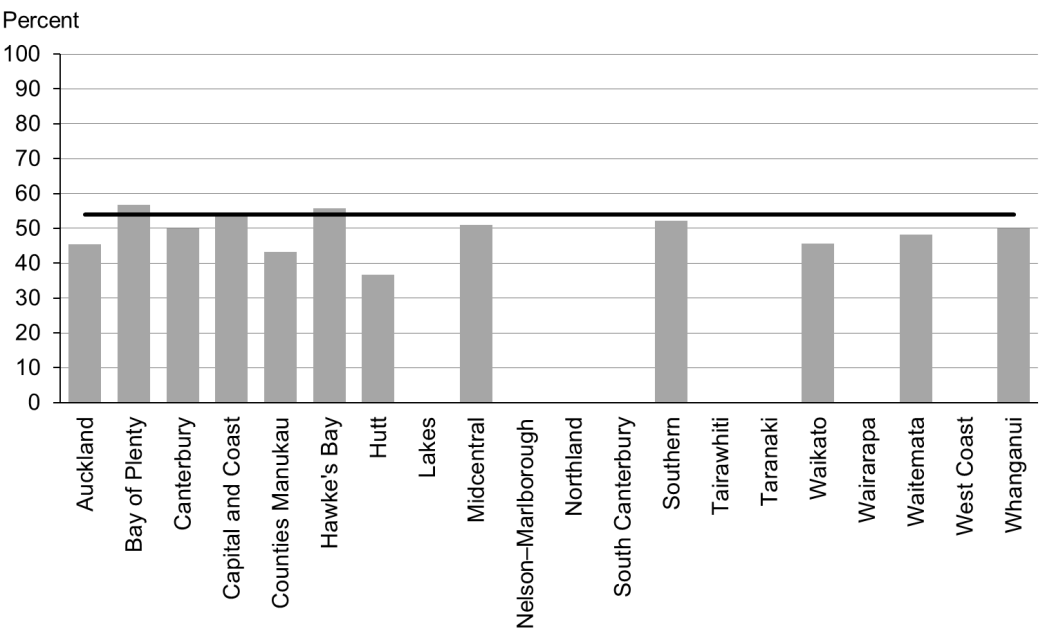 Percent
100
90
80
70
60
50
40
30
20
10
0
Auckland
Bay of Plenty
Canterbury
Capital and Coast
Counties Manukau
Hawke's Bay
Hutt
Lakes
Midcentral
Nelson–Marlborough
Northland
South Canterbury
Southern
Tairawhiti
Taranaki
Waikato
Wairarapa
Waitemata
West Coast
Whanganui